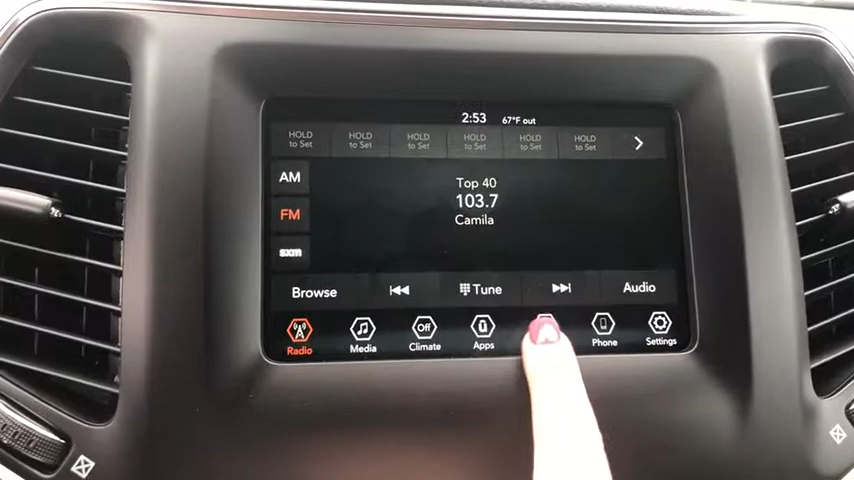 2:53 67°F out
HOLD to Set HOLD to Set HOLD to Set HOLD to Set HOLD to Set HOLD to Set
AM
FM
sxm
Top 40
103.7
Camila
Browse Tune Audio
Radio Media Off Climate Apps Phone Settings